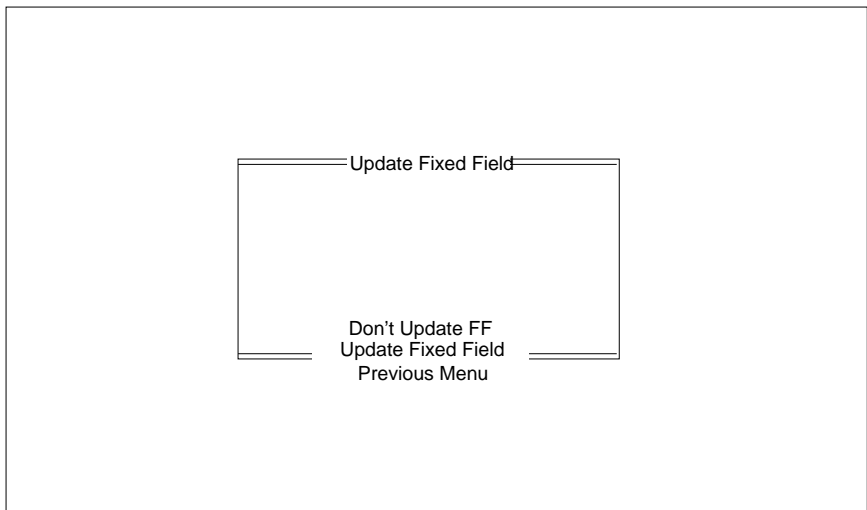 Update Fixed Field
Don't Update FF
Update Fixed Field
Previous Menu